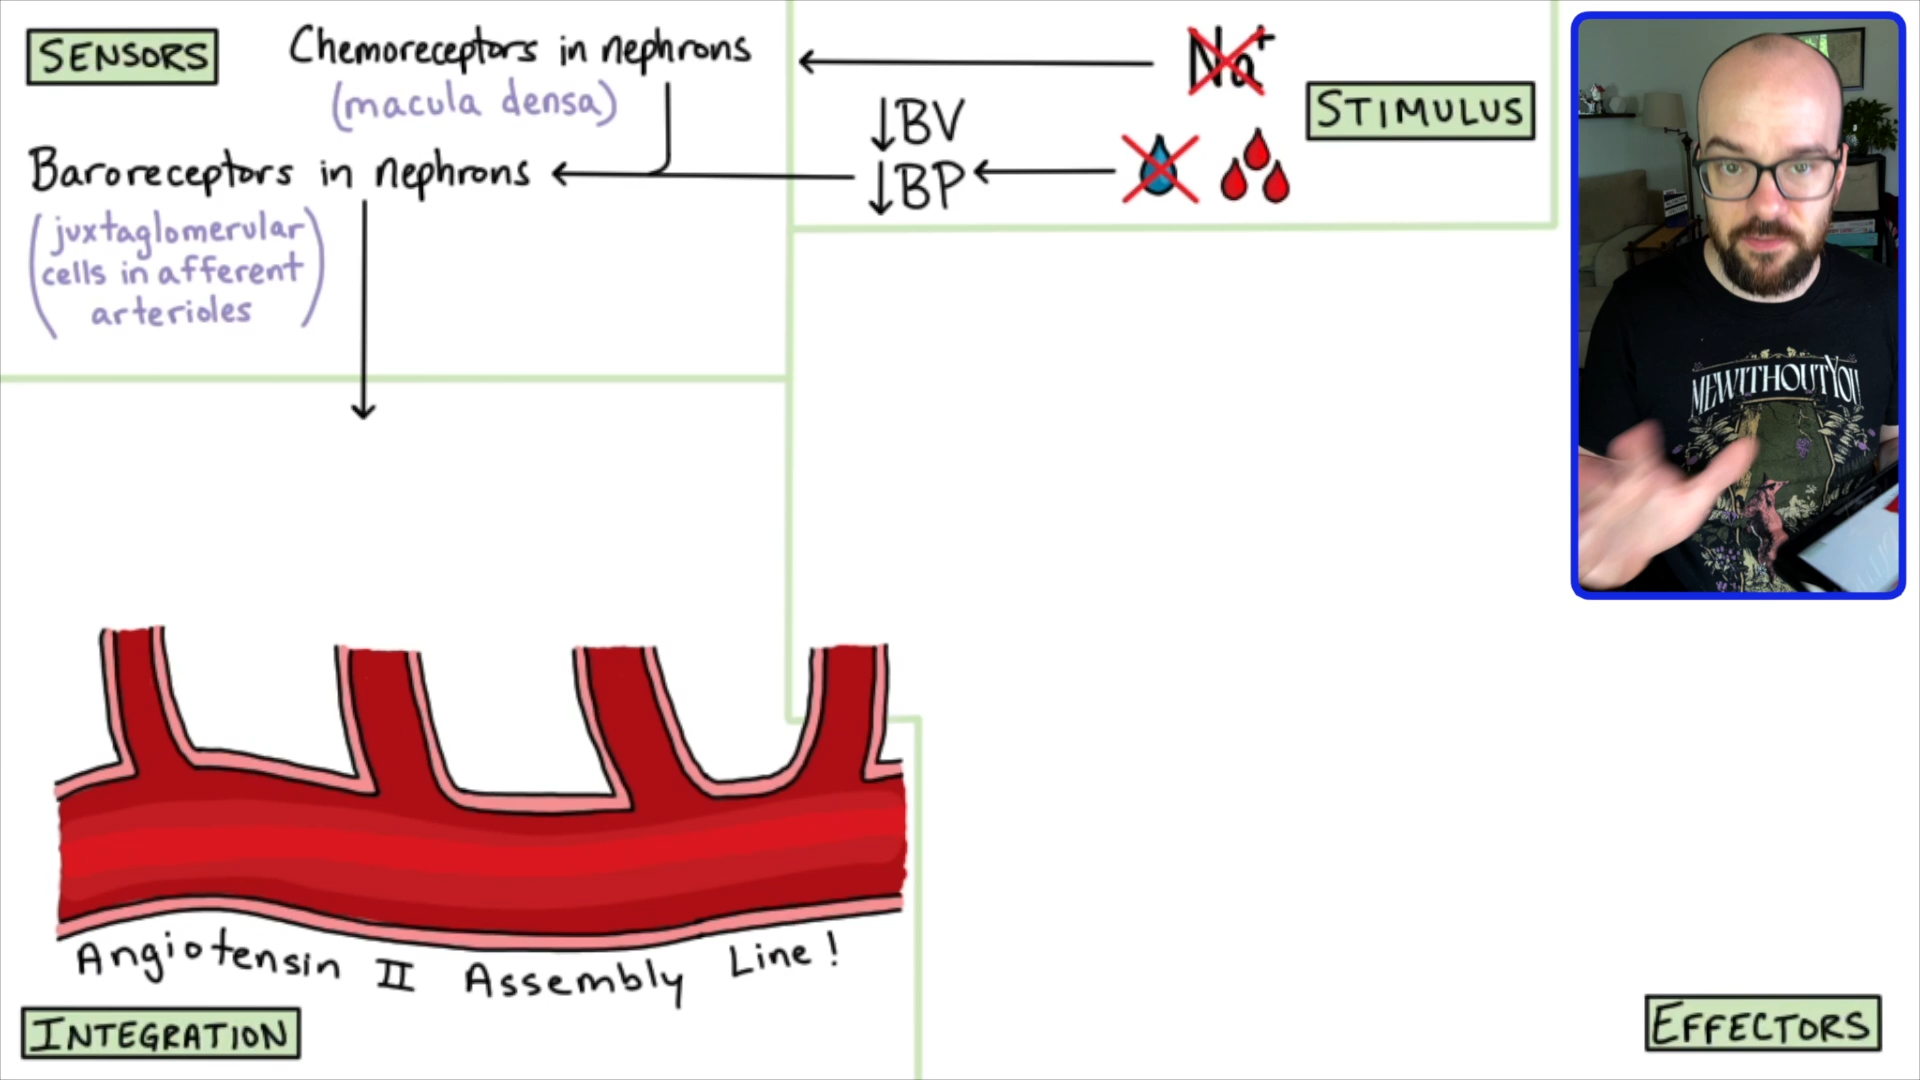 SENSORS
Chemoreceptors in nephrons
(macula densa)
Baroreceptors in nephrons
(juxtaglomerular
cells in afferent
arterioles)
Na+
STIMULUS
↓BV
↓BP
MEWITHOUTYOU
Angiotensin II Assembly Line!
INTEGRATION
EFFECTORS